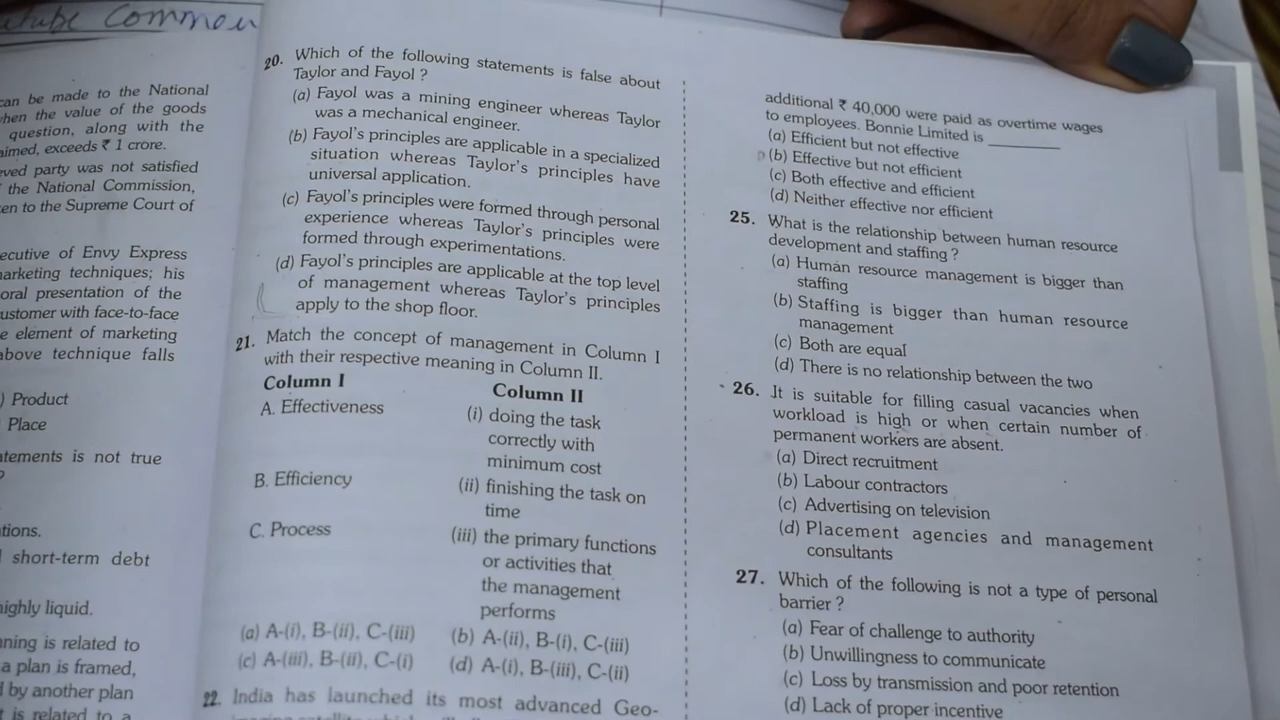 Commen
can be made to the National
when the value of the goods
question, along with the
aimed, exceeds ₹ 1 crore.
ved party was not satisfied
the National Commission,
en to the Supreme Court of
ecutive of Envy Express
arketing techniques; his
oral presentation of the
ustomer with face-to-face
e element of marketing
above technique falls
) Product
Place
atements is not true
?
tions.
short-term debt
highly liquid.
ning is related to
a plan is framed,
d by another plan
t is related to a
20. Which of the following statements is false about
Taylor and Fayol ?
(a) Fayol was a mining engineer whereas Taylor
was a mechanical engineer.
(b) Fayol's principles are applicable in a specialized
situation whereas Taylor's principles have
universal application.
(c) Fayol's principles were formed through personal
experience whereas Taylor's principles were
formed through experimentations.
(d) Fayol's principles are applicable at the top level
of management whereas Taylor's principles
apply to the shop floor.
21. Match the concept of management in Column I
with their respective meaning in Column II.
Column I Column II
A. Effectiveness (i) doing the task
correctly with
minimum cost
B. Efficiency (ii) finishing the task on
time
C. Process (iii) the primary functions
or activities that
the management
performs
(a) A-(i), B-(ii), C-(iii) (b) A-(ii), B-(i), C-(iii)
(c) A-(iii), B-(ii), C-(i) (d) A-(i), B-(iii), C-(ii)
22. India has launched its most advanced Geo-
additional ₹ 40,000 were paid as overtime wages
to employees. Bonnie Limited is ________
(a) Efficient but not effective
(b) Effective but not efficient
(c) Both effective and efficient
(d) Neither effective nor efficient
25. What is the relationship between human resource
development and staffing ?
(a) Human resource management is bigger than
staffing
(b) Staffing is bigger than human resource
management
(c) Both are equal
(d) There is no relationship between the two
26. It is suitable for filling casual vacancies when
workload is high or when certain number of
permanent workers are absent.
(a) Direct recruitment
(b) Labour contractors
(c) Advertising on television
(d) Placement agencies and management
consultants
27. Which of the following is not a type of personal
barrier ?
(a) Fear of challenge to authority
(b) Unwillingness to communicate
(c) Loss by transmission and poor retention
(d) Lack of proper incentive